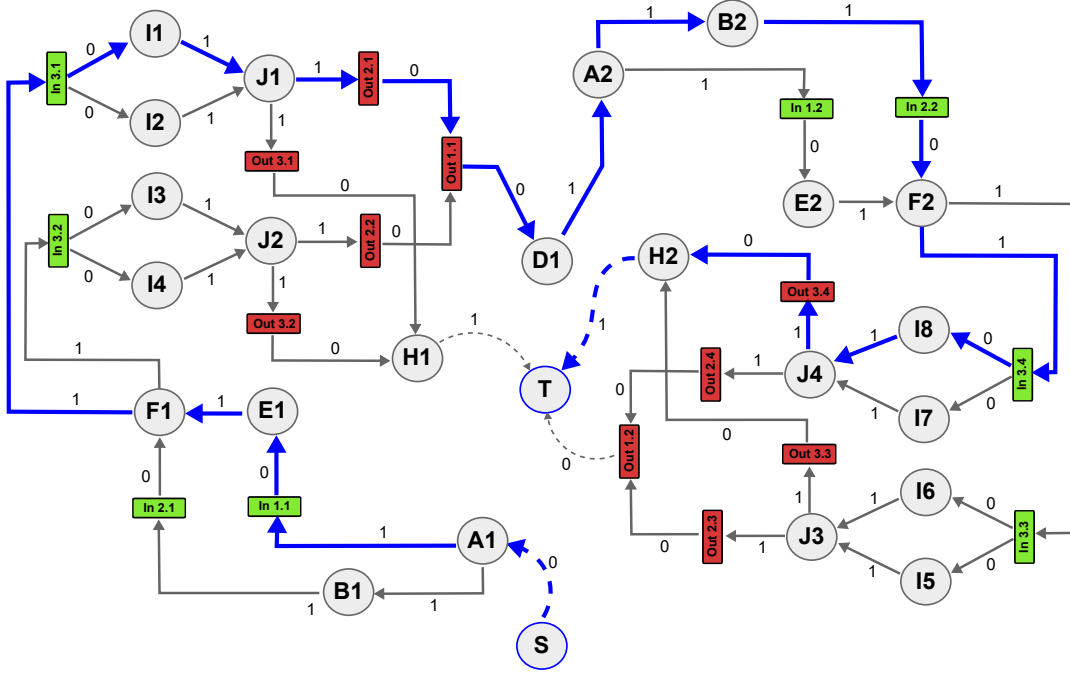 1
B2
1
I1
0
1
A2
1
In 3.1
J1
1
Out 2.1
0
1
In 1.2
In 2.2
0
I2
1
1
0
0
Out 3.1
Out 1.1
I3
0
0
1
E2
1
F2
1
0
1
In 3.2
J2
1
Out 2.2
0
D1
H2
0
1
0
I4
1
1
Out 3.4
Out 3.2
1
1
I8
0
1
1
0
H1
T
Out 2.4
1
J4
In 3.4
1
F1
1
E1
0
1
I7
0
0
Out 1.2
0
Out 3.3
0
0
In 2.1
In 1.1
I6
0
1
1
1
A1
Out 2.3
0
1
J3
In 3.3
0
B1
1
1
1
I5
0
S